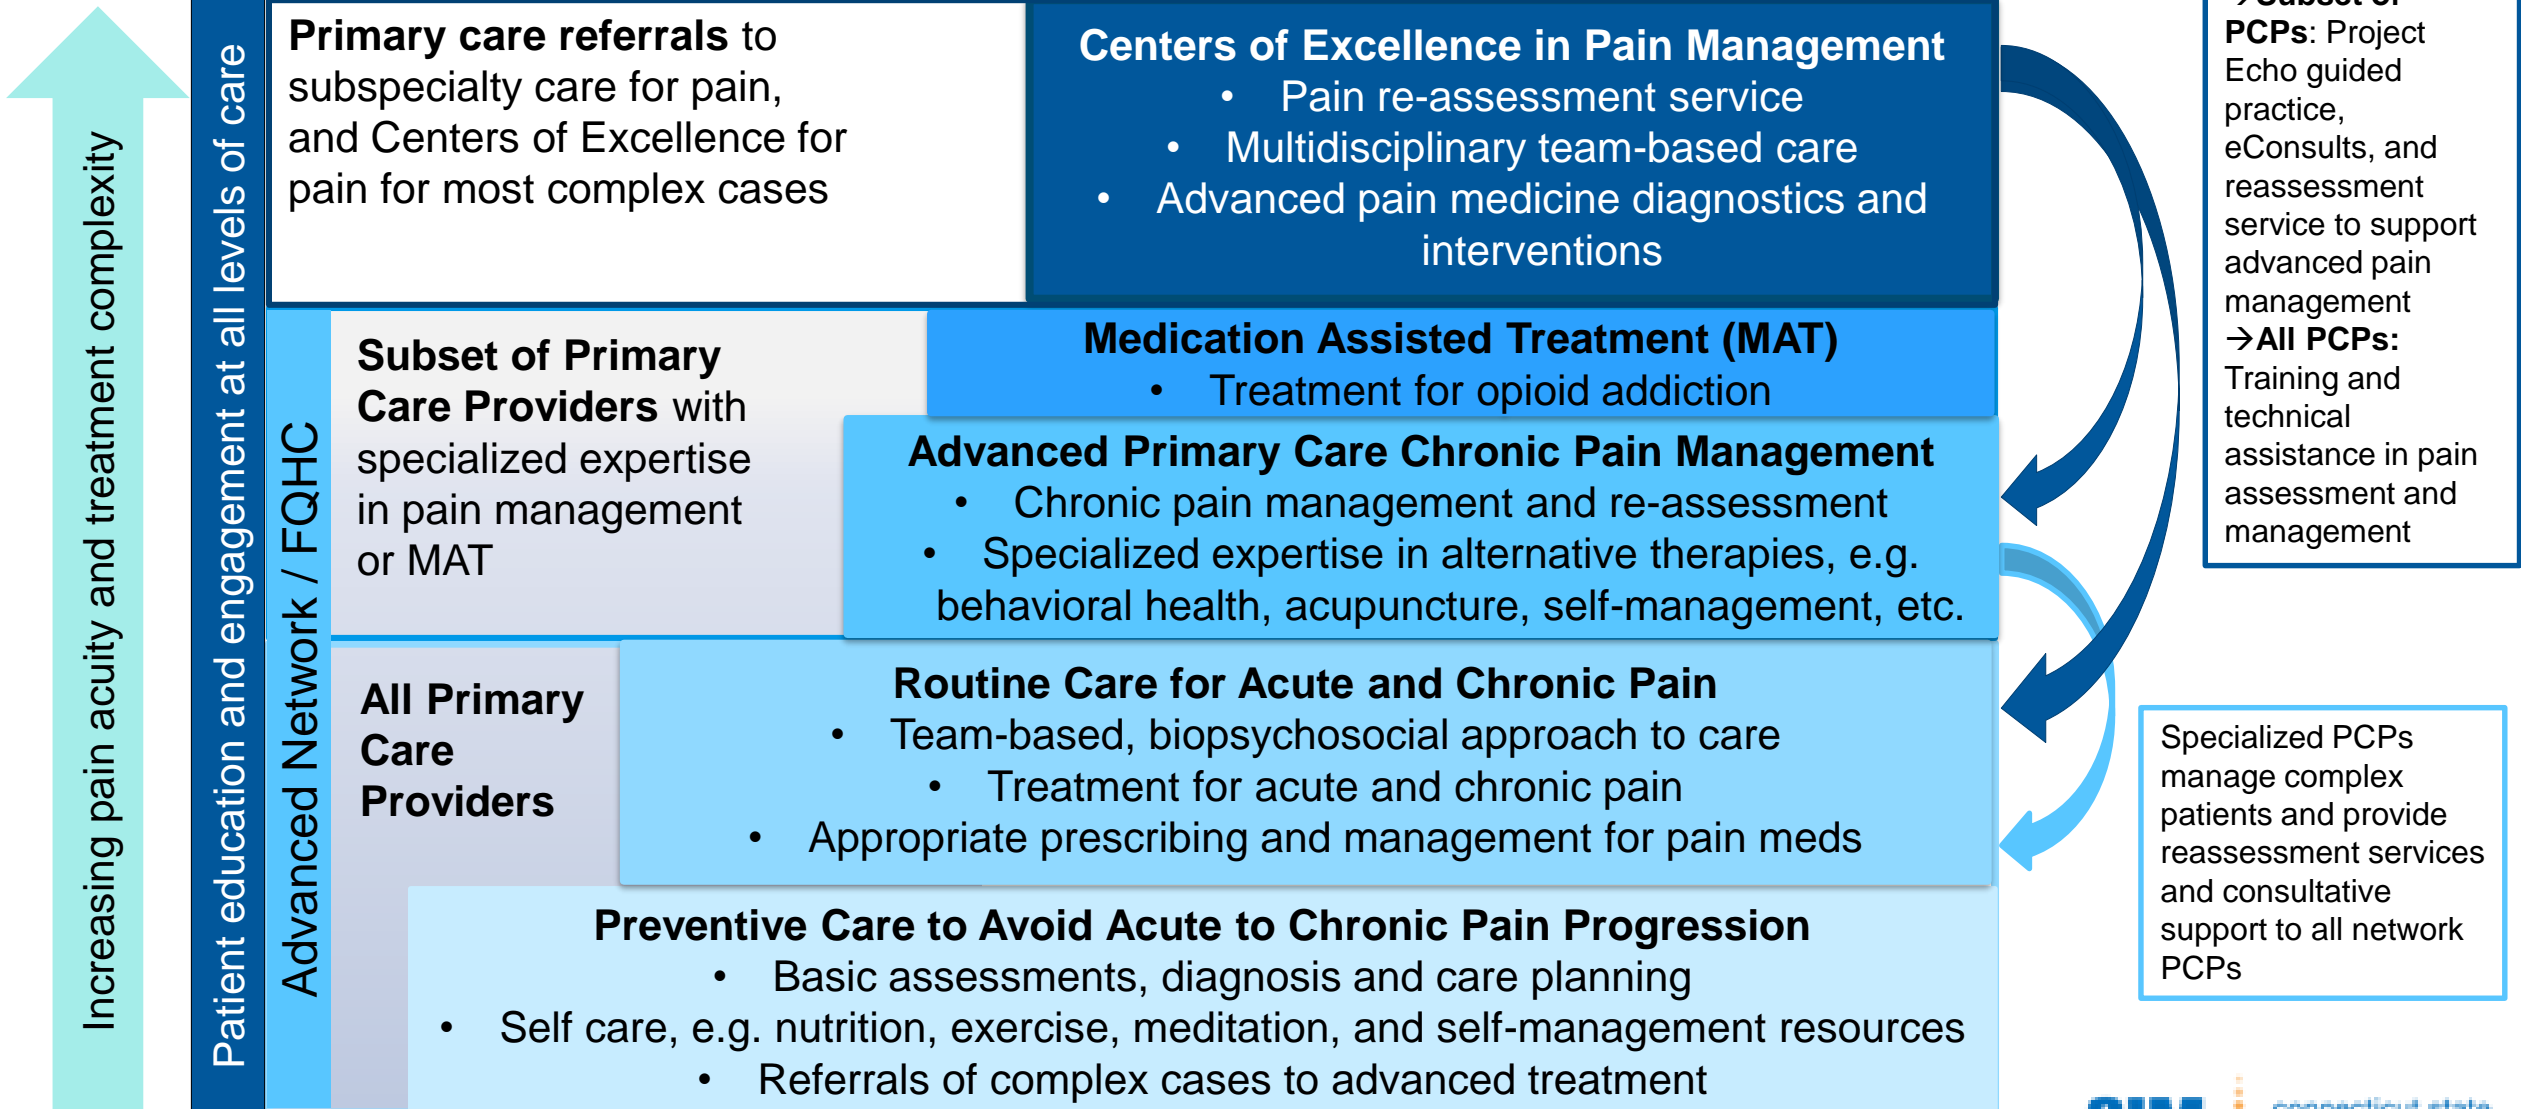 Increasing pain acuity and treatment complexity
Patient education and engagement at all levels of care
Advanced Network / FQHC
Primary care referrals to
subspecialty care for pain,
and Centers of Excellence for
pain for most complex cases
Centers of Excellence in Pain Management
• Pain re-assessment service
• Multidisciplinary team-based care
• Advanced pain medicine diagnostics and
interventions
Subset of Primary
Care Providers with
specialized expertise
in pain management
or MAT
Medication Assisted Treatment (MAT)
• Treatment for opioid addiction
Advanced Primary Care Chronic Pain Management
• Chronic pain management and re-assessment
• Specialized expertise in alternative therapies, e.g.
behavioral health, acupuncture, self-management, etc.
All Primary
Care
Providers
Routine Care for Acute and Chronic Pain
• Team-based, biopsychosocial approach to care
• Treatment for acute and chronic pain
• Appropriate prescribing and management for pain meds
Preventive Care to Avoid Acute to Chronic Pain Progression
• Basic assessments, diagnosis and care planning
• Self care, e.g. nutrition, exercise, meditation, and self-management resources
• Referrals of complex cases to advanced treatment
→Subset of
PCPs: Project
Echo guided
practice,
eConsults, and
reassessment
service to support
advanced pain
management
→All PCPs:
Training and
technical
assistance in pain
assessment and
management
Specialized PCPs
manage complex
patients and provide
reassessment services
and consultative
support to all network
PCPs
connecticut state